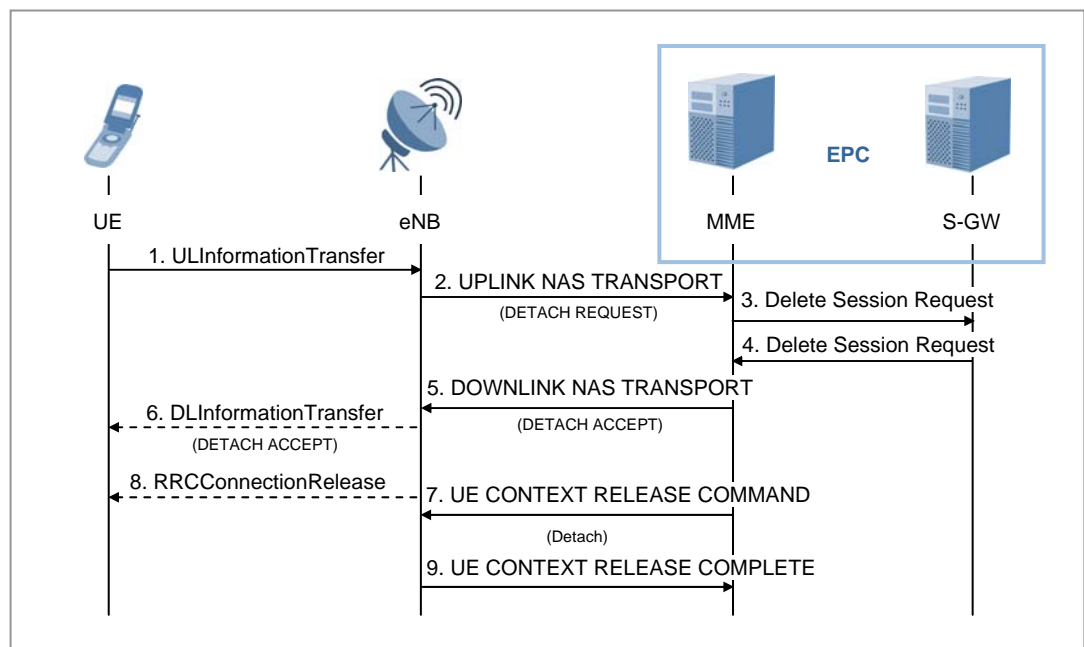 EPC
UE
eNB
MME
S-GW
1. ULInformationTransfer
2. UPLINK NAS TRANSPORT
(DETACH REQUEST)
3. Delete Session Request
4. Delete Session Request
5. DOWNLINK NAS TRANSPORT
(DETACH ACCEPT)
6. DLInformationTransfer
(DETACH ACCEPT)
8. RRCConnectionRelease
7. UE CONTEXT RELEASE COMMAND
(Detach)
9. UE CONTEXT RELEASE COMPLETE